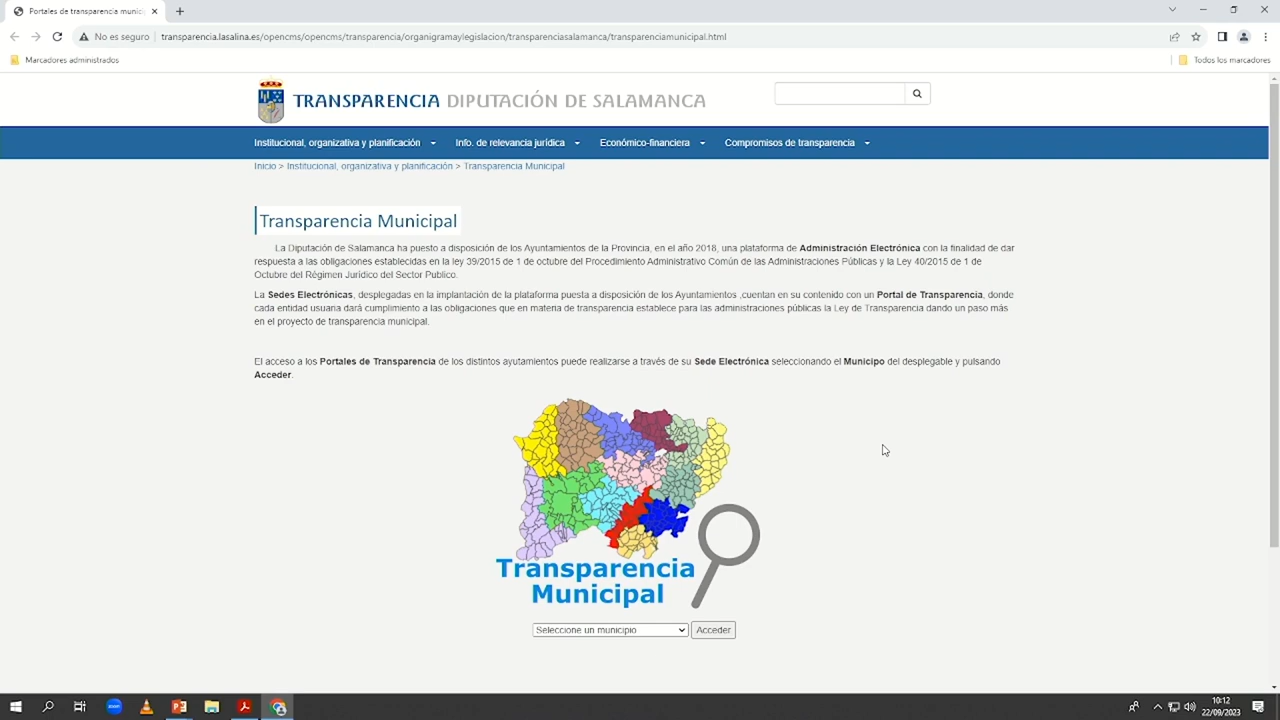 Portales de transparencia munici
No es seguro
transparencia.lasalina.es/opencms/opencms/transparencia/organigramaylegislacion/transparenciasalamanca/transparenciamunicipal.html
Marcadores administrados
Todos los marcadores
TRANSPARENCIA DIPUTACIÓN DE SALAMANCA
Institucional, organizativa y planificación
Info. de relevancia jurídica
Económico-financiera
Compromisos de transparencia
Inicio > Institucional, organizativa y planificación > Transparencia Municipal
Transparencia Municipal
La Diputación de Salamanca ha puesto a disposición de los Ayuntamientos de la Provincia, en el año 2018, una plataforma de Administración Electrónica con la finalidad de dar
respuesta a las obligaciones establecidas en la ley 39/2015 de 1 de octubre del Procedimiento Administrativo Común de las Administraciones Públicas y la Ley 40/2015 de 1 de
Octubre del Régimen Jurídico del Sector Publico.
La Sedes Electrónicas, desplegadas en la implantación de la plataforma puesta a disposición de los Ayuntamientos ,cuentan en su contenido con un Portal de Transparencia, donde
cada entidad usuaria dará cumplimiento a las obligaciones que en materia de transparencia establece para las administraciones públicas la Ley de Transparencia dando un paso más
en el proyecto de transparencia municipal.
El acceso a los Portales de Transparencia de los distintos ayutamientos puede realizarse a través de su Sede Electrónica seleccionando el Municipo del desplegable y pulsando
Acceder.
Transparencia
Municipal
Seleccione un municipio
Acceder
zoom
10:12
22/09/2023